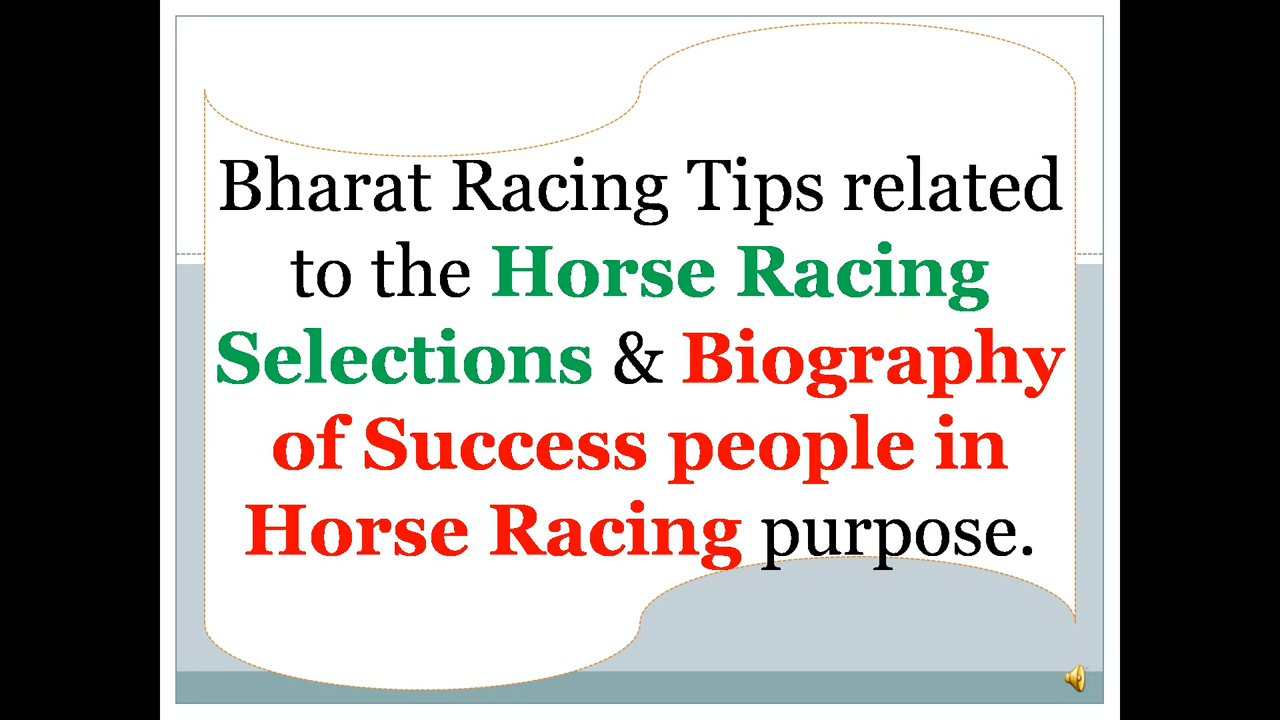 Bharat Racing Tips related
to the Horse Racing
Selections & Biography
of Success people in
Horse Racing purpose.